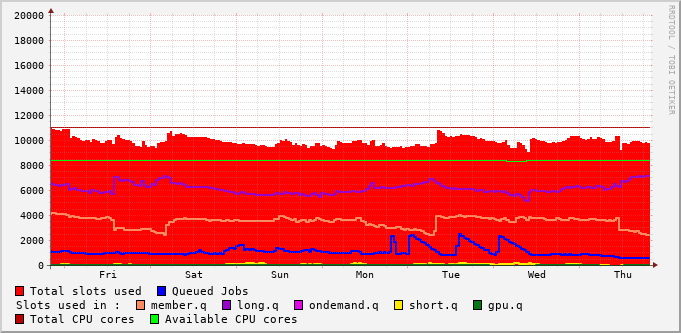 RRDTOOL / TOBI OETIKER
20000
18000
16000
14000
12000
10000
8000
6000
4000
2000
0
Fri Sat Sun Mon Tue Wed Thu
Total slots used Queued Jobs
Slots used in : member.q long.q ondemand.q short.q gpu.q
Total CPU cores Available CPU cores